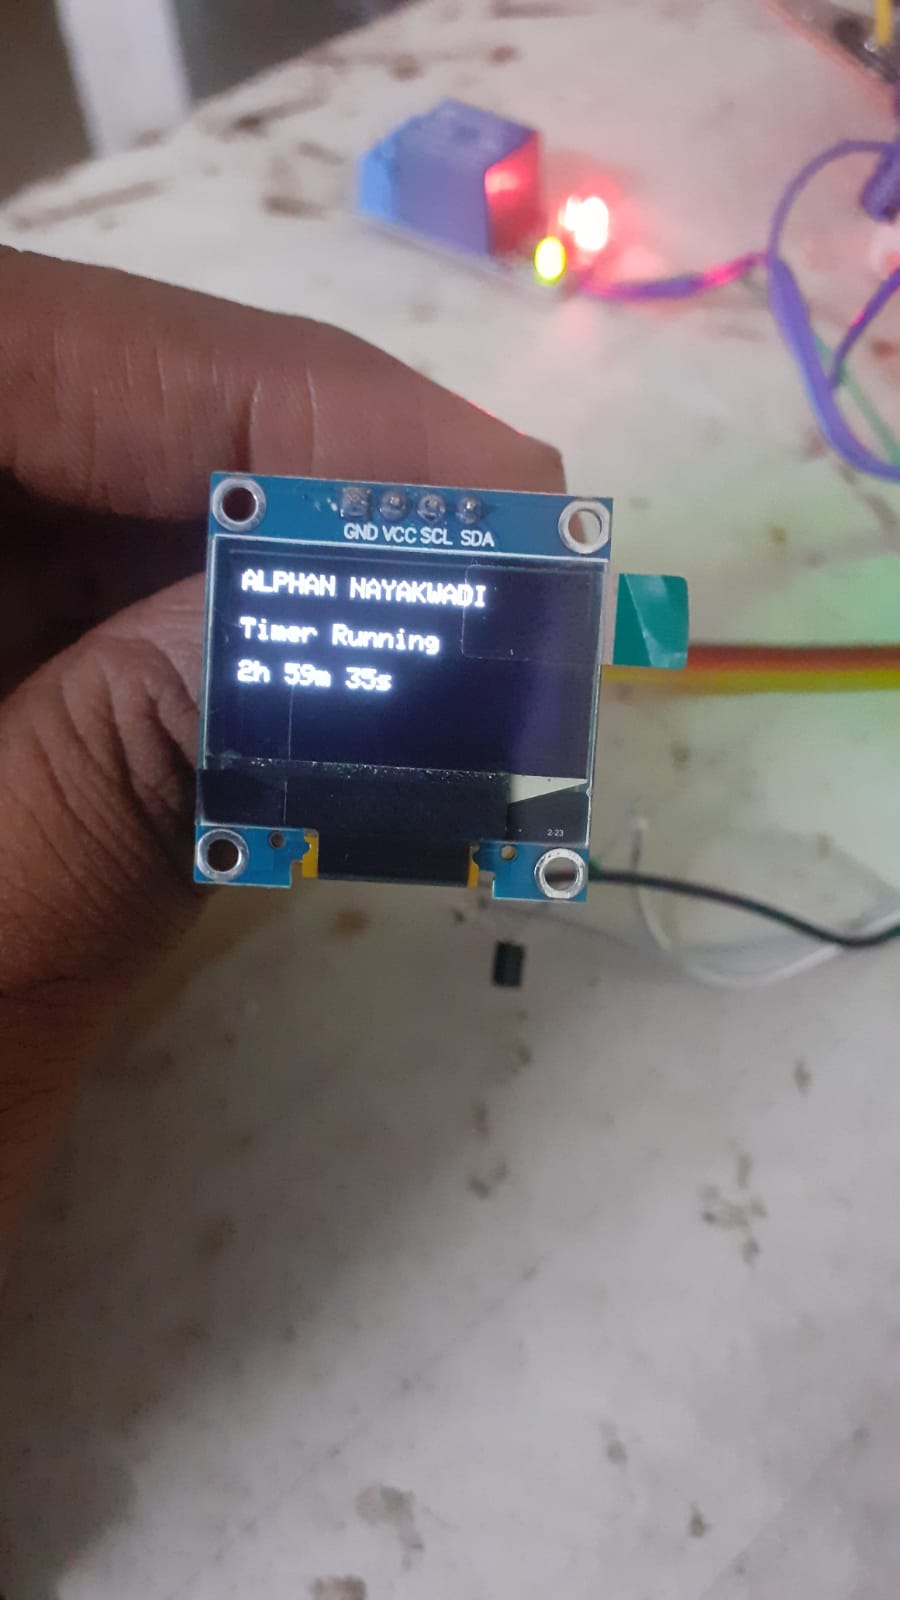 GND VCC SCL SDA
ALPHAN NAYAKWADI
Timer Running
2h 59m 35s
2-23